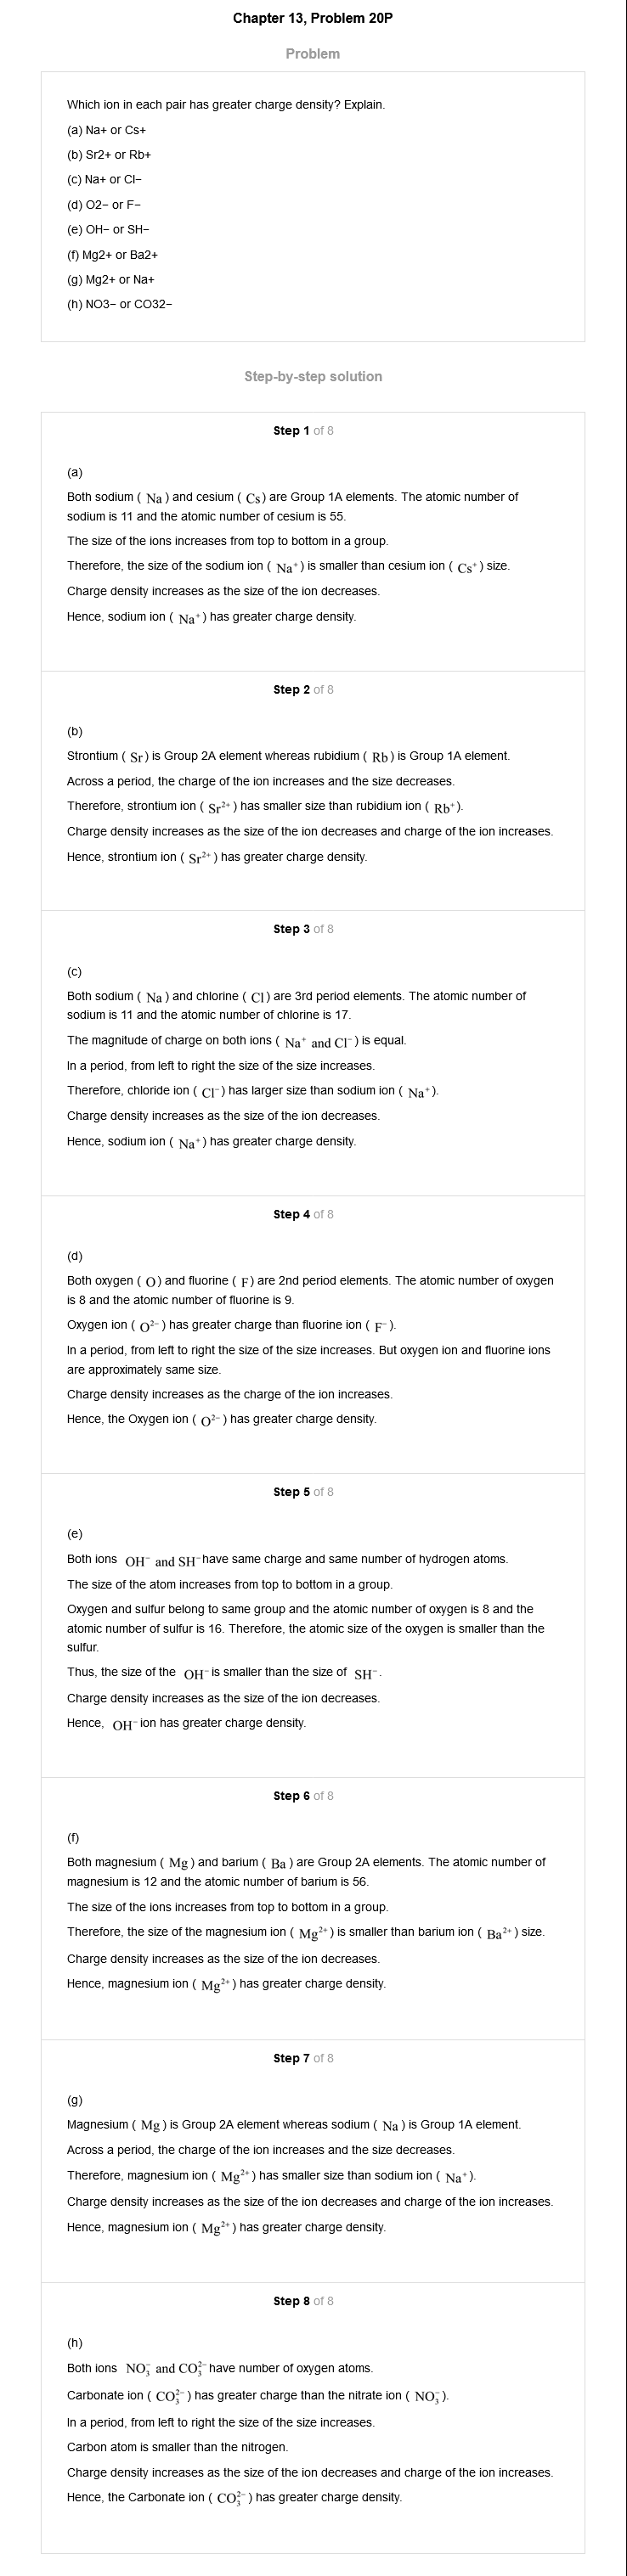 Chapter 13, Problem 20P
Problem
Which ion in each pair has greater charge density? Explain.
(a) Na+ or Cs+
(b) Sr2+ or Rb+
(c) Na+ or Cl−
(d) O2− or F−
(e) OH− or SH−
(f) Mg2+ or Ba2+
(g) Mg2+ or Na+
(h) NO3− or CO32−
Step-by-step solution
Step 1 of 8
(a)
Both sodium ( Na ) and cesium ( Cs ) are Group 1A elements. The atomic number of
sodium is 11 and the atomic number of cesium is 55.
The size of the ions increases from top to bottom in a group.
Therefore, the size of the sodium ion ( Na⁺ ) is smaller than cesium ion ( Cs⁺ ) size.
Charge density increases as the size of the ion decreases.
Hence, sodium ion ( Na⁺ ) has greater charge density.
Step 2 of 8
(b)
Strontium ( Sr ) is Group 2A element whereas rubidium ( Rb ) is Group 1A element.
Across a period, the charge of the ion increases and the size decreases.
Therefore, strontium ion ( Sr²⁺ ) has smaller size than rubidium ion ( Rb⁺ ).
Charge density increases as the size of the ion decreases and charge of the ion increases.
Hence, strontium ion ( Sr²⁺ ) has greater charge density.
Step 3 of 8
(c)
Both sodium ( Na ) and chlorine ( Cl ) are 3rd period elements. The atomic number of
sodium is 11 and the atomic number of chlorine is 17.
The magnitude of charge on both ions ( Na⁺ and Cl⁻ ) is equal.
In a period, from left to right the size of the size increases.
Therefore, chloride ion ( Cl⁻ ) has larger size than sodium ion ( Na⁺ ).
Charge density increases as the size of the ion decreases.
Hence, sodium ion ( Na⁺ ) has greater charge density.
Step 4 of 8
(d)
Both oxygen ( O ) and fluorine ( F ) are 2nd period elements. The atomic number of oxygen
is 8 and the atomic number of fluorine is 9.
Oxygen ion ( O²⁻ ) has greater charge than fluorine ion ( F⁻ ).
In a period, from left to right the size of the size increases. But oxygen ion and fluorine ions
are approximately same size.
Charge density increases as the charge of the ion increases.
Hence, the Oxygen ion ( O²⁻ ) has greater charge density.
Step 5 of 8
(e)
Both ions OH⁻ and SH⁻ have same charge and same number of hydrogen atoms.
The size of the atom increases from top to bottom in a group.
Oxygen and sulfur belong to same group and the atomic number of oxygen is 8 and the
atomic number of sulfur is 16. Therefore, the atomic size of the oxygen is smaller than the
sulfur.
Thus, the size of the OH⁻ is smaller than the size of SH⁻ .
Charge density increases as the size of the ion decreases.
Hence, OH⁻ ion has greater charge density.
Step 6 of 8
(f)
Both magnesium ( Mg ) and barium ( Ba ) are Group 2A elements. The atomic number of
magnesium is 12 and the atomic number of barium is 56.
The size of the ions increases from top to bottom in a group.
Therefore, the size of the magnesium ion ( Mg²⁺ ) is smaller than barium ion ( Ba²⁺ ) size.
Charge density increases as the size of the ion decreases.
Hence, magnesium ion ( Mg²⁺ ) has greater charge density.
Step 7 of 8
(g)
Magnesium ( Mg ) is Group 2A element whereas sodium ( Na ) is Group 1A element.
Across a period, the charge of the ion increases and the size decreases.
Therefore, magnesium ion ( Mg²⁺ ) has smaller size than sodium ion ( Na⁺ ).
Charge density increases as the size of the ion decreases and charge of the ion increases.
Hence, magnesium ion ( Mg²⁺ ) has greater charge density.
Step 8 of 8
(h)
Both ions NO₃⁻ and CO₃²⁻ have number of oxygen atoms.
Carbonate ion ( CO₃²⁻ ) has greater charge than the nitrate ion ( NO₃⁻ ).
In a period, from left to right the size of the size increases.
Carbon atom is smaller than the nitrogen.
Charge density increases as the size of the ion decreases and charge of the ion increases.
Hence, the Carbonate ion ( CO₃²⁻ ) has greater charge density.